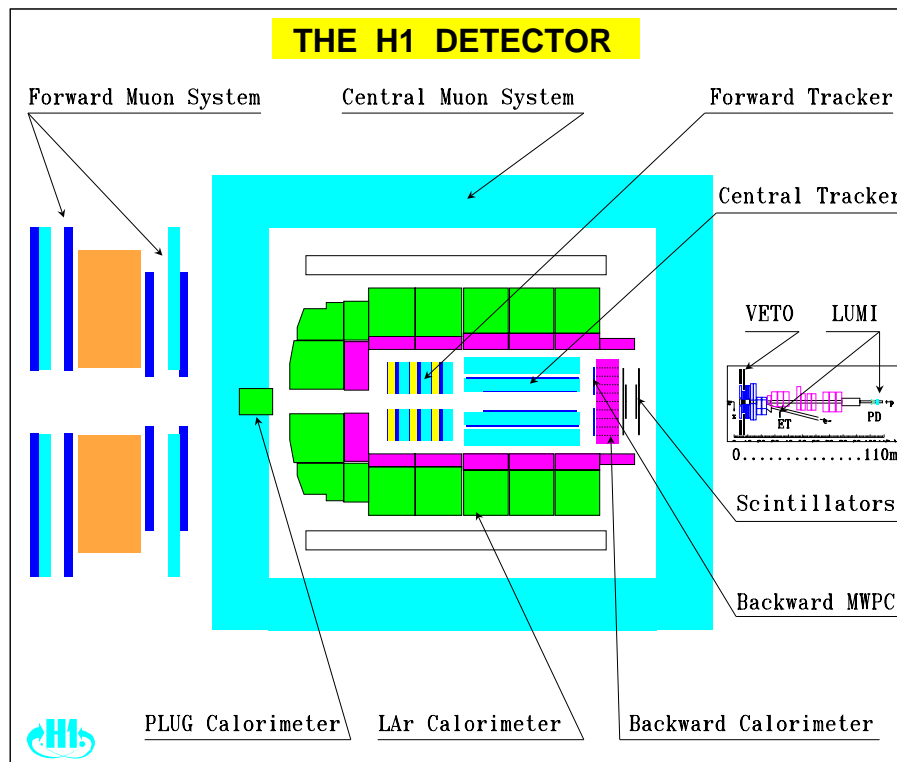 THE H1 DETECTOR
Forward Muon System
Central Muon System
Forward Tracker
Central Tracker
VETO
LUMI
ET
PD
0.............110m
Scintillators
Backward MWPC
PLUG Calorimeter
LAr Calorimeter
Backward Calorimeter
H1